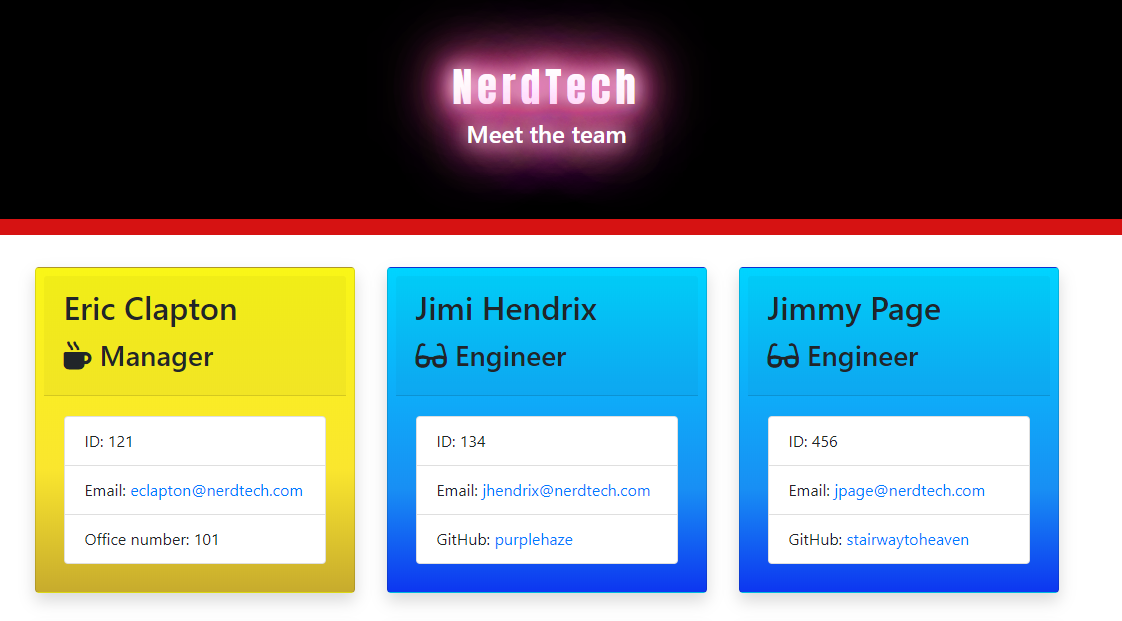 NerdTech
Meet the team
Eric Clapton
Manager
ID: 121
Email: eclapton@nerdtech.com
Office number: 101
Jimi Hendrix
Engineer
ID: 134
Email: jhendrix@nerdtech.com
GitHub: purplehaze
Jimmy Page
Engineer
ID: 456
Email: jpage@nerdtech.com
GitHub: stairwaytoheaven